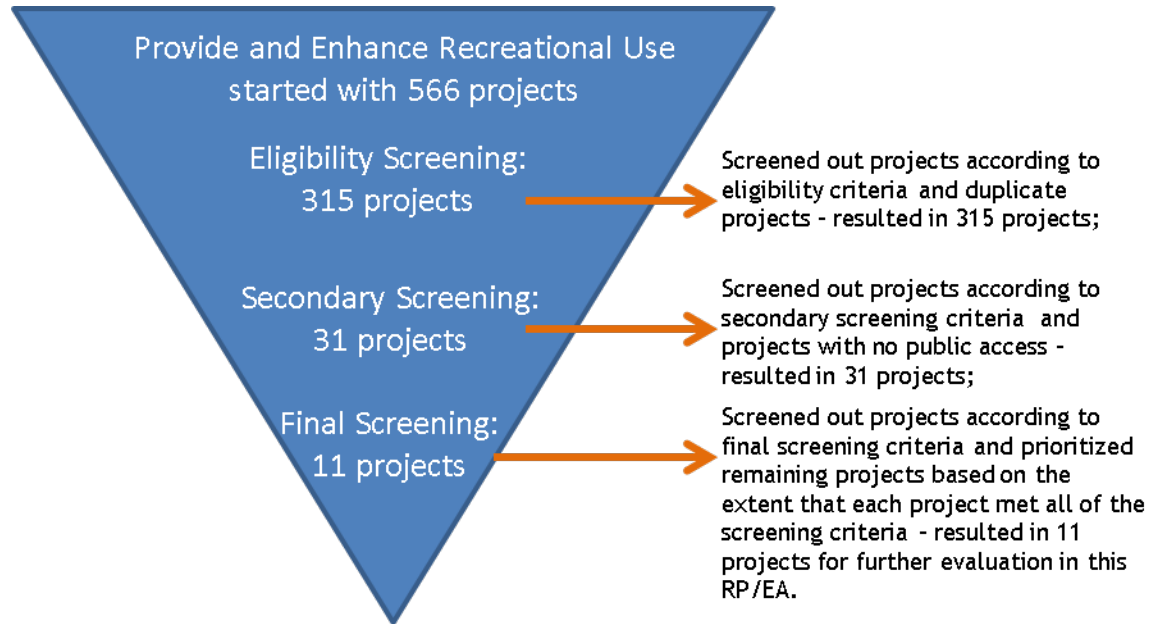 Provide and Enhance Recreational Use
started with 566 projects
Eligibility Screening:
315 projects
Screened out projects according to
eligibility criteria and duplicate
projects - resulted in 315 projects;
Secondary Screening:
31 projects
Screened out projects according to
secondary screening criteria and
projects with no public access -
resulted in 31 projects;
Final Screening:
11 projects
Screened out projects according to
final screening criteria and prioritized
remaining projects based on the
extent that each project met all of the
screening criteria - resulted in 11
projects for further evaluation in this
RP/EA.